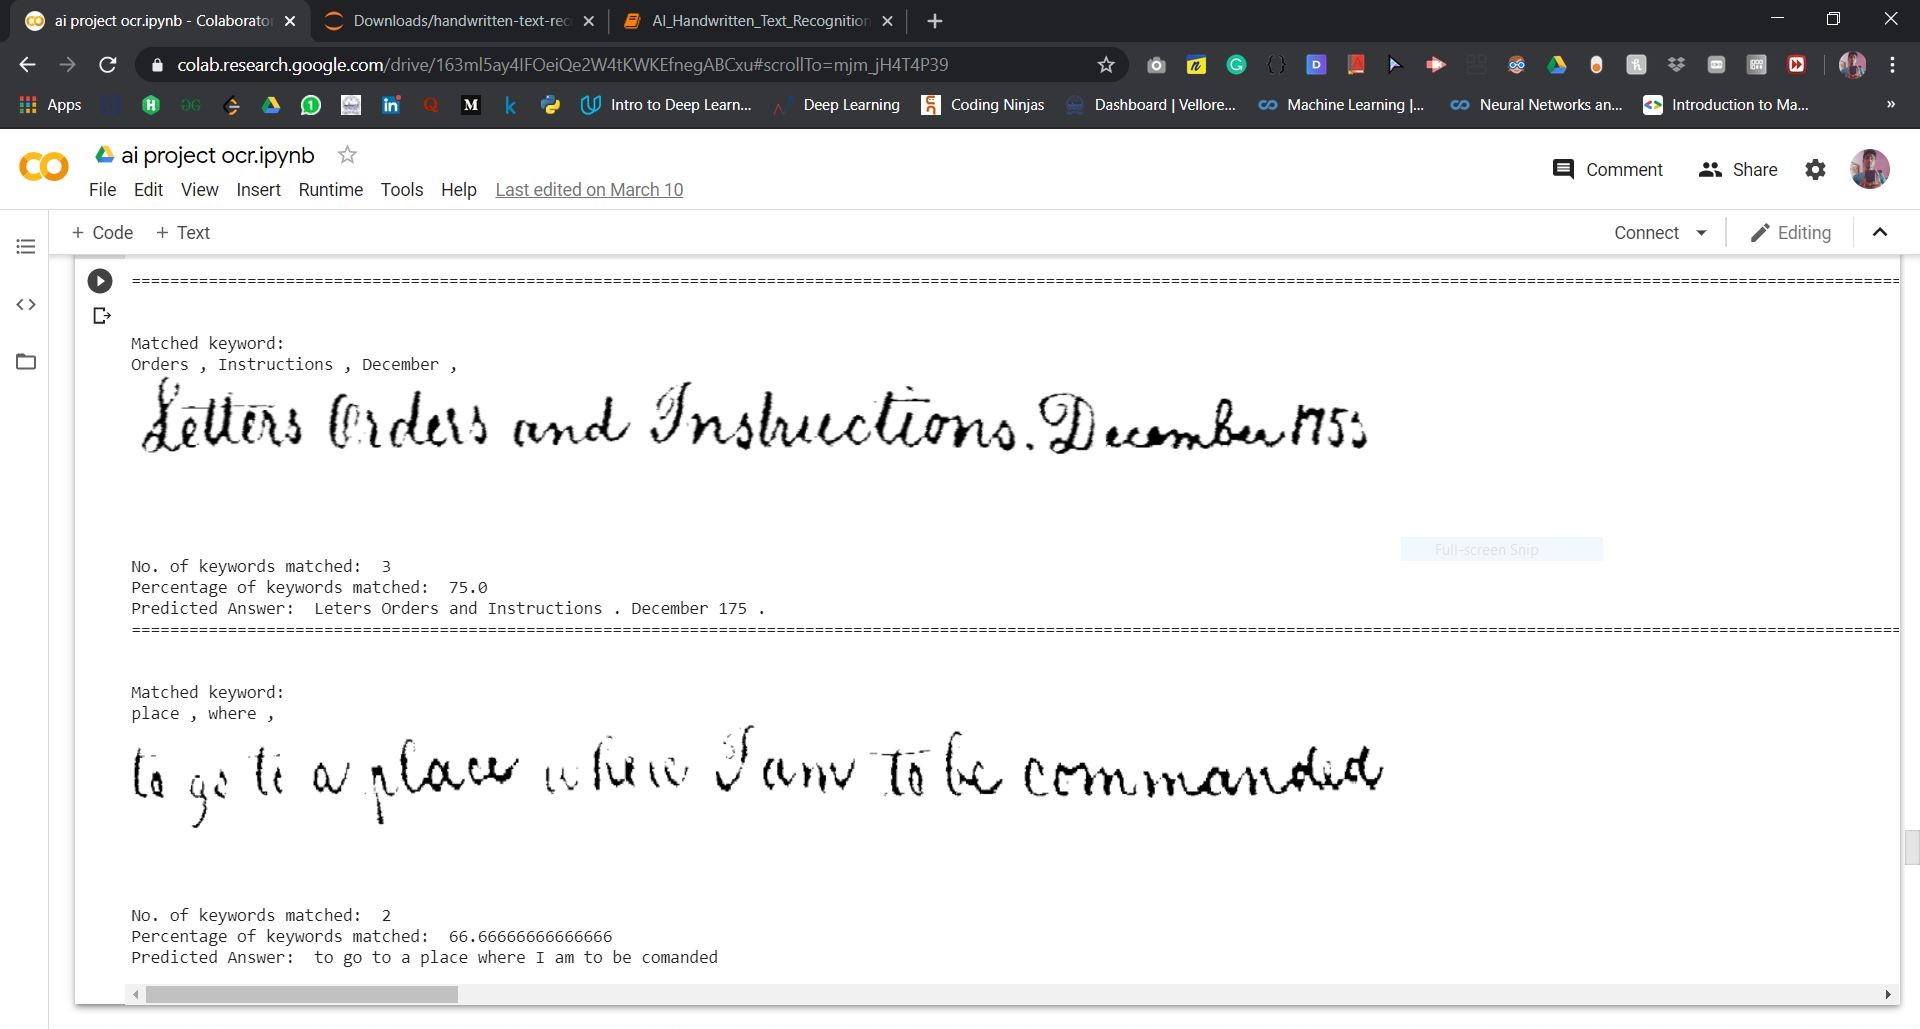 ai project ocr.ipynb - Colaborator
Downloads/handwritten-text-rec
AI_Handwritten_Text_Recognition
colab.research.google.com/drive/163ml5ay4IFOeiQe2W4tKWKEfnegABCxu#scrollTo=mjm_jH4T4P39
Apps Intro to Deep Learn... Deep Learning Coding Ninjas Dashboard | Vellore... Machine Learning |... Neural Networks an... Introduction to Ma... »
ai project ocr.ipynb
Comment Share
File Edit View Insert Runtime Tools Help Last edited on March 10
+ Code + Text Connect Editing
Matched keyword:
Orders , Instructions , December ,
Letters Orders and Instructions. December 1755
Full-screen Snip
No. of keywords matched: 3
Percentage of keywords matched: 75.0
Predicted Answer: Leters Orders and Instructions . December 175 .
Matched keyword:
place , where ,
to go to a place where I am to be commanded
No. of keywords matched: 2
Percentage of keywords matched: 66.66666666666666
Predicted Answer: to go to a place where I am to be comanded